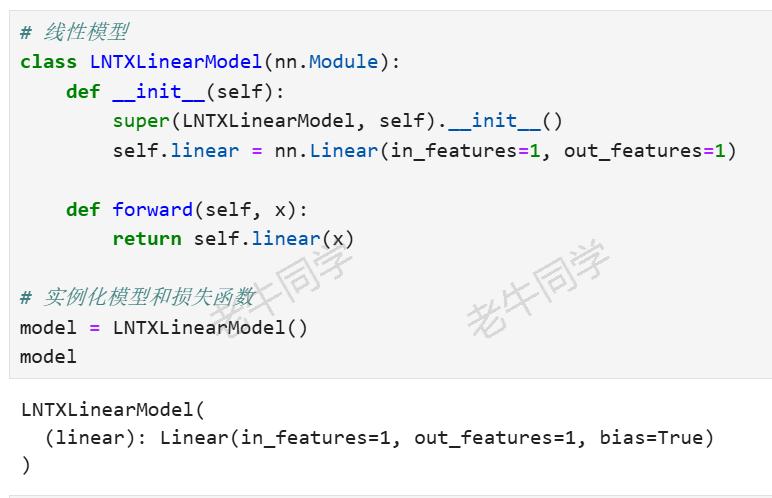 # 线性模型
class LNTXLinearModel(nn.Module):
    def __init__(self):
        super(LNTXLinearModel, self).__init__()
        self.linear = nn.Linear(in_features=1, out_features=1)

    def forward(self, x):
        return self.linear(x)

# 实例化模型和损失函数
model = LNTXLinearModel()
model
老牛同学
老牛同学
LNTXLinearModel(
  (linear): Linear(in_features=1, out_features=1, bias=True)
)